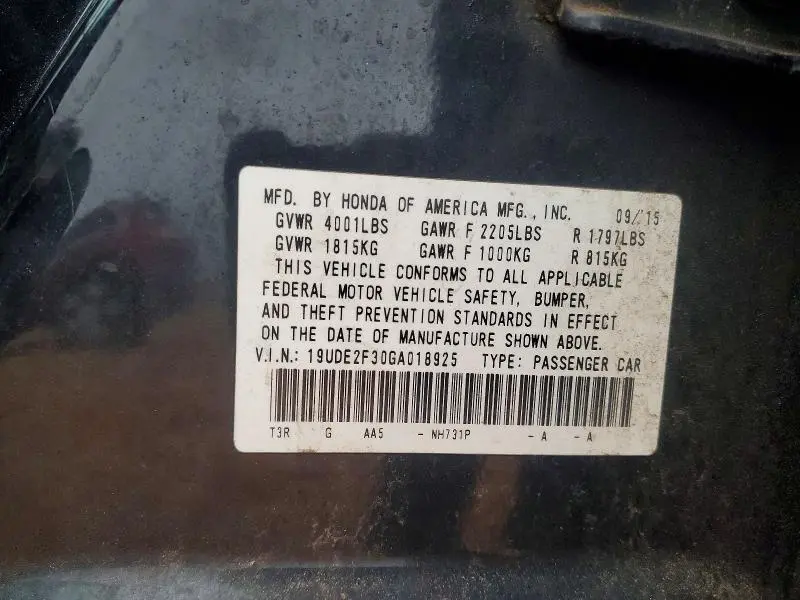 MFD. BY HONDA OF AMERICA MFG., INC. 09/'15
GVWR 4001LBS GAWR F 2205LBS R 1797LBS
GVWR 1815KG GAWR F 1000KG R 815KG
THIS VEHICLE CONFORMS TO ALL APPLICABLE
FEDERAL MOTOR VEHICLE SAFETY, BUMPER,
AND THEFT PREVENTION STANDARDS IN EFFECT
ON THE DATE OF MANUFACTURE SHOWN ABOVE.
V.I.N.: 19UDE2F30GA018925 TYPE: PASSENGER CAR
T3R G AA5 - NH731P - A - A